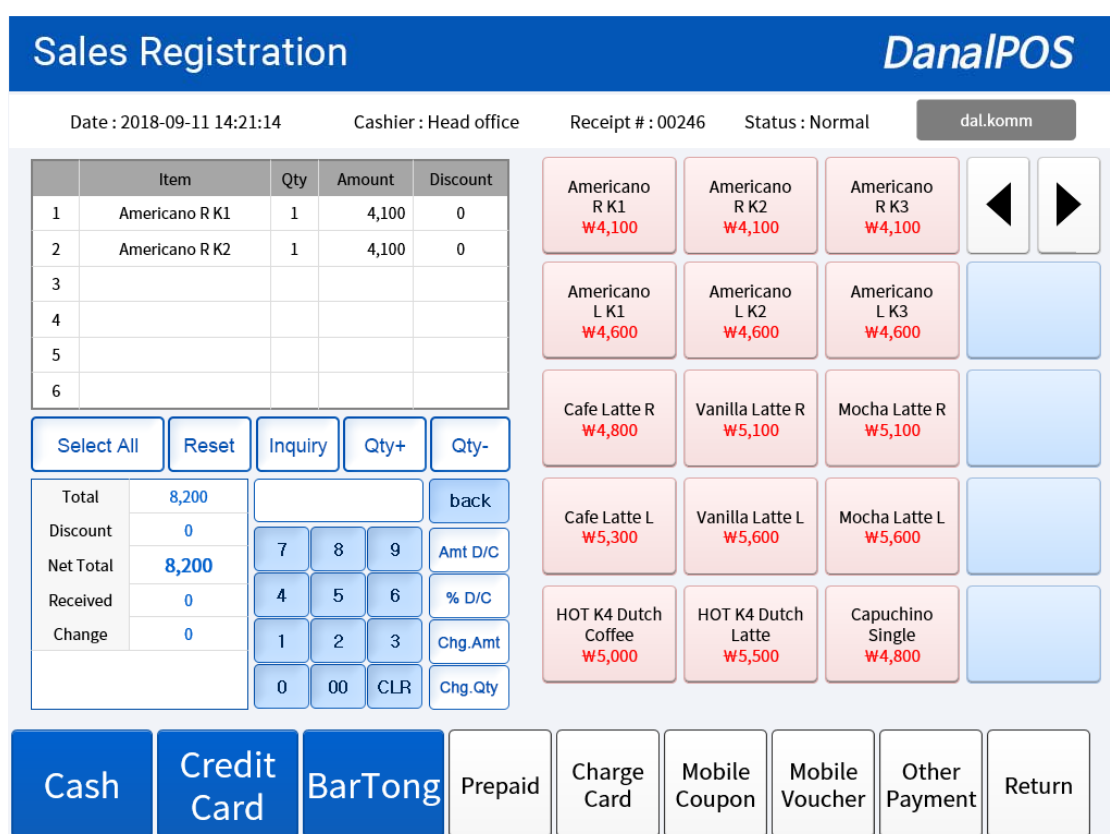 Sales Registration
DanalPOS
Date : 2018-09-11 14:21:14 Cashier : Head office Receipt # : 00246 Status : Normal dal.komm
Item Qty Amount Discount
1 Americano R K1 1 4,100 0
2 Americano R K2 1 4,100 0
3
4
5
6
Select All Reset Inquiry Qty+ Qty-
Total 8,200
Discount 0
Net Total 8,200
Received 0
Change 0
back
7 8 9 Amt D/C
4 5 6 % D/C
1 2 3 Chg.Amt
0 00 CLR Chg.Qty
Americano
R K1
₩4,100
Americano
R K2
₩4,100
Americano
R K3
₩4,100
Americano
L K1
₩4,600
Americano
L K2
₩4,600
Americano
L K3
₩4,600
Cafe Latte R
₩4,800
Vanilla Latte R
₩5,100
Mocha Latte R
₩5,100
Cafe Latte L
₩5,300
Vanilla Latte L
₩5,600
Mocha Latte L
₩5,600
HOT K4 Dutch
Coffee
₩5,000
HOT K4 Dutch
Latte
₩5,500
Capuchino
Single
₩4,800
Cash
Credit
Card
BarTong
Prepaid
Charge
Card
Mobile
Coupon
Mobile
Voucher
Other
Payment
Return